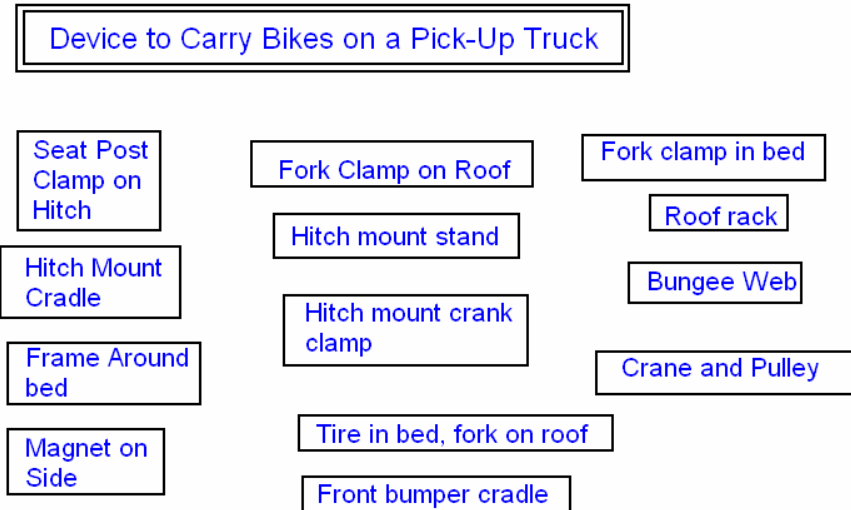 Device to Carry Bikes on a Pick-Up Truck
Seat Post
Clamp on
Hitch
Hitch Mount
Cradle
Frame Around
bed
Magnet on
Side
Fork Clamp on Roof
Hitch mount stand
Hitch mount crank
clamp
Tire in bed, fork on roof
Front bumper cradle
Fork clamp in bed
Roof rack
Bungee Web
Crane and Pulley